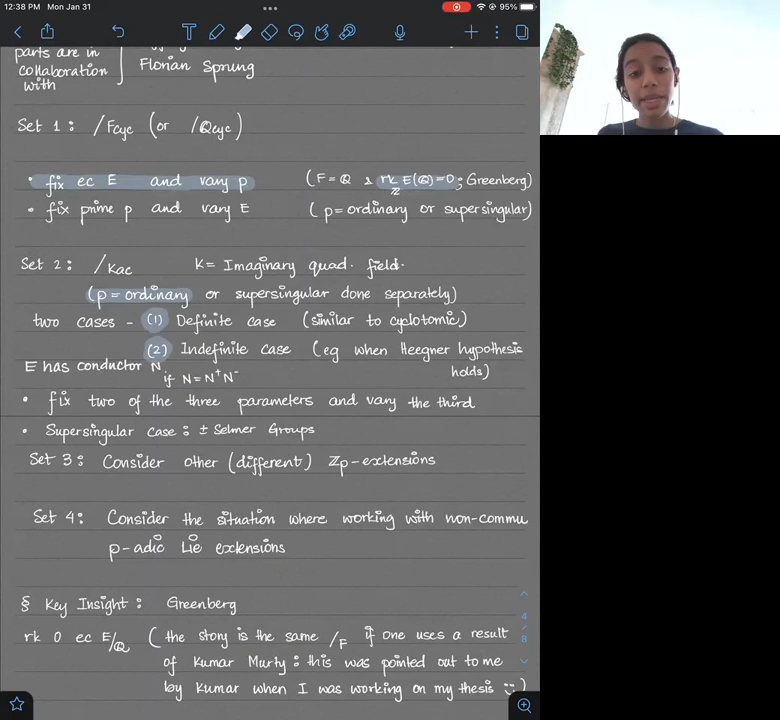 12:38 PM Mon Jan 31
95%
parts are in
collaboration
with
Florian Sprung
Set 1: /Fcyc (or /Qcyc)
• fix ec E and vary p (F=Q & rk_Z E(Q)=0; Greenberg)
• fix prime p and vary E (p=ordinary or supersingular)
Set 2: /Kac K= Imaginary quad. field.
(p=ordinary or supersingular done separately)
two cases - (1) Definite case (similar to cyclotomic)
(2) Indefinite case (eg when Heegner hypothesis
holds)
E has conductor N if N=N⁺N⁻
• fix two of the three parameters and vary the third
• Supersingular case: ± Selmer Groups
Set 3: Consider other (different) Zp-extensions
Set 4: Consider the situation where working with non-commu
p-adic Lie extensions
§ Key Insight: Greenberg
rk 0 ec E/Q (the story is the same /F if one uses a result
of Kumar Murty: this was pointed out to me
by Kumar when I was working on my thesis :))
4
/
8